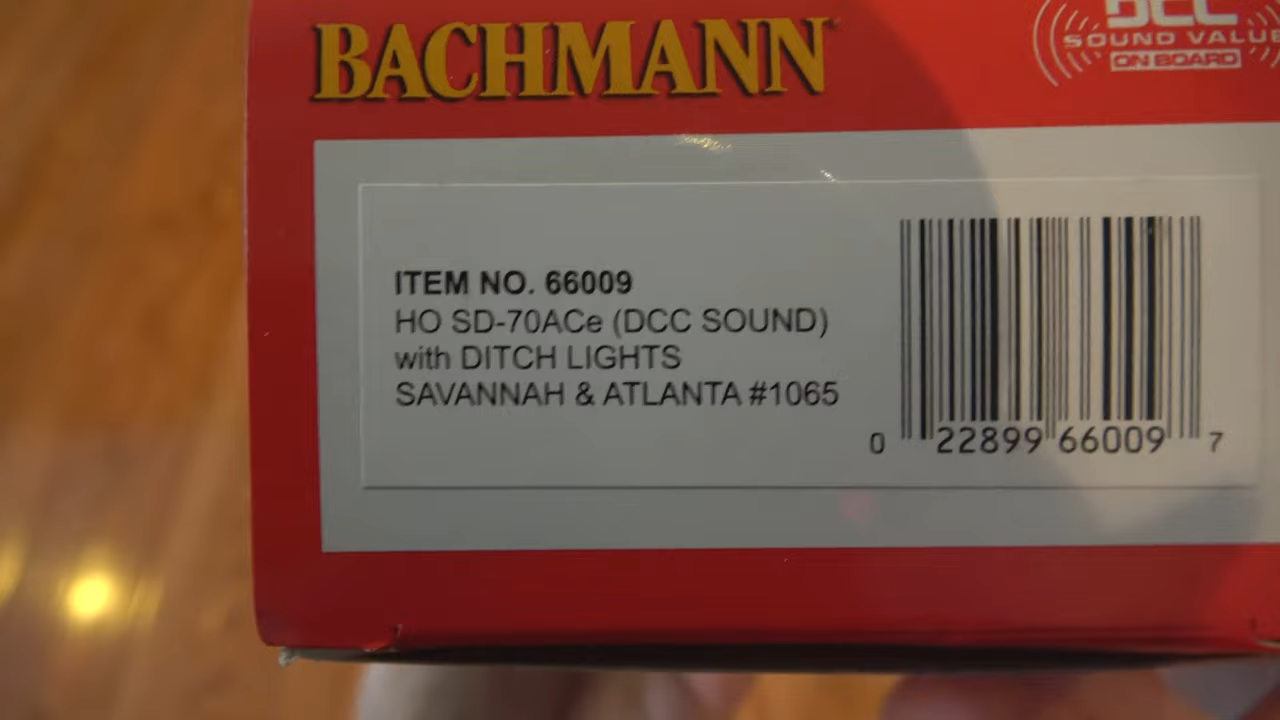 BACHMANN
DCC
SOUND VALUE
ON BOARD
ITEM NO. 66009
HO SD-70ACe (DCC SOUND)
with DITCH LIGHTS
SAVANNAH & ATLANTA #1065
0 22899 66009 7